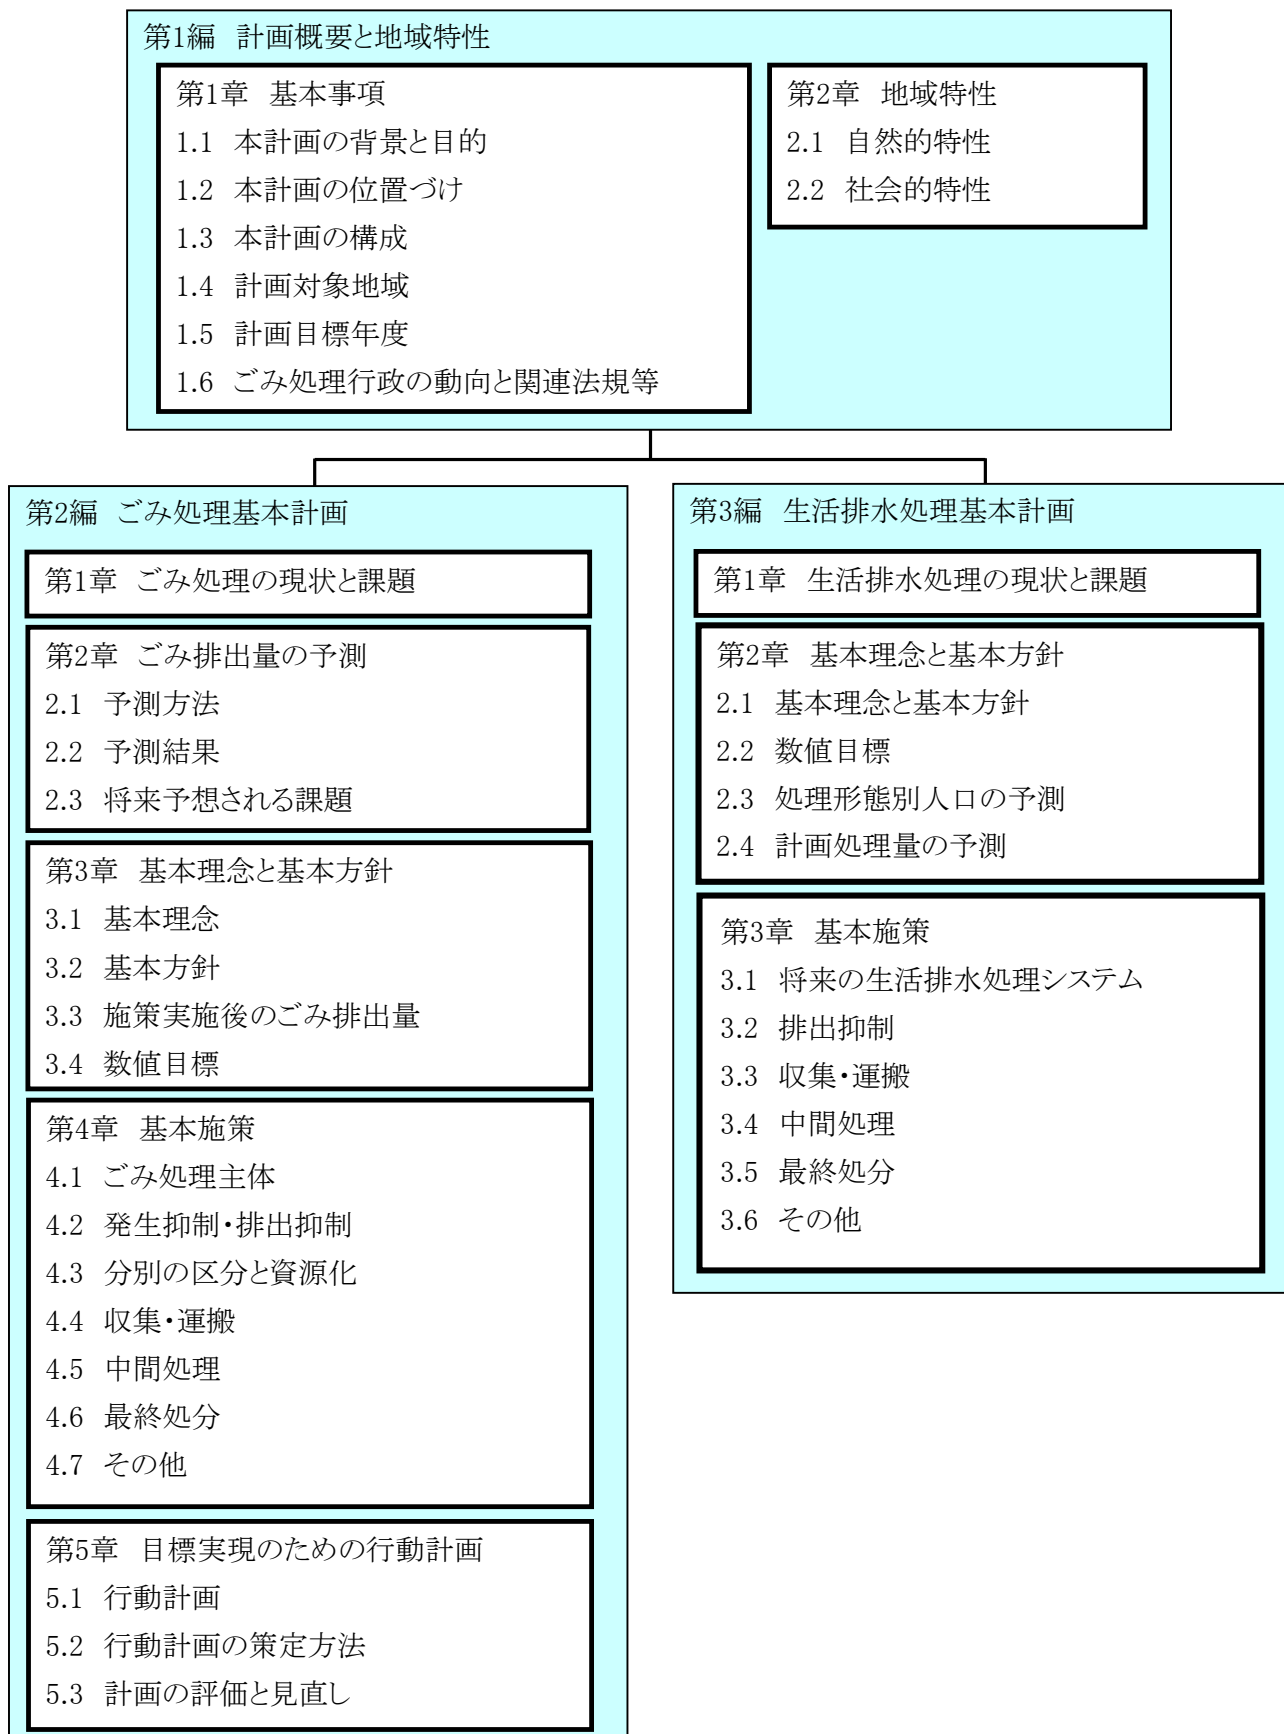 第1編 計画概要と地域特性
第1章 基本事項
1.1 本計画の背景と目的
1.2 本計画の位置づけ
1.3 本計画の構成
1.4 計画対象地域
1.5 計画目標年度
1.6 ごみ処理行政の動向と関連法規等
第2章 地域特性
2.1 自然的特性
2.2 社会的特性
第2編 ごみ処理基本計画
第1章 ごみ処理の現状と課題
第2章 ごみ排出量の予測
2.1 予測方法
2.2 予測結果
2.3 将来予想される課題
第3章 基本理念と基本方針
3.1 基本理念
3.2 基本方針
3.3 施策実施後のごみ排出量
3.4 数値目標
第4章 基本施策
4.1 ごみ処理主体
4.2 発生抑制・排出抑制
4.3 分別の区分と資源化
4.4 収集・運搬
4.5 中間処理
4.6 最終処分
4.7 その他
第5章 目標実現のための行動計画
5.1 行動計画
5.2 行動計画の策定方法
5.3 計画の評価と見直し
第3編 生活排水処理基本計画
第1章 生活排水処理の現状と課題
第2章 基本理念と基本方針
2.1 基本理念と基本方針
2.2 数値目標
2.3 処理形態別人口の予測
2.4 計画処理量の予測
第3章 基本施策
3.1 将来の生活排水処理システム
3.2 排出抑制
3.3 収集・運搬
3.4 中間処理
3.5 最終処分
3.6 その他